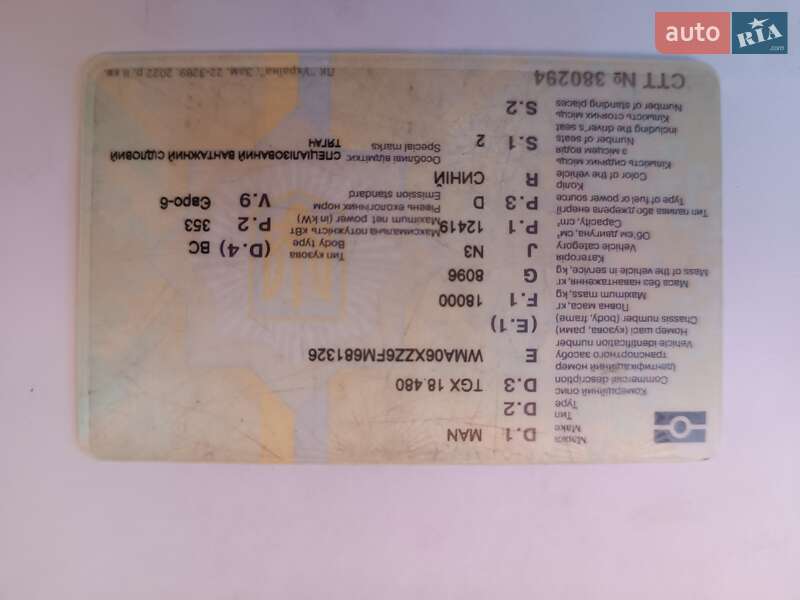 auto RIA.com
Марка
Make
D.1 MAN
Тип
Type
D.2
Комерційний опис
Commercial description
D.3 TGX 18.480
Ідентифікаційний номер
транспортного засобу
Vehicle identification number
E WMA06XZZ6FM681326
Номер шасі (кузова, рами)
Chassis number (body, frame)
(E.1)
Повна маса, кг
Maximum mass, kg
F.1 18000
Маса без навантаження, кг
Mass of the vehicle in service, kg
G 8096
Категорія
Vehicle category
J N3
Тип кузова
Body type
(D.4) BC
Об'єм двигуна, см³
Capacity, cm³
P.1 12419
Максимальна потужність кВт
Maximum net power (in kW)
P.2 353
Тип палива або джерела енергії
Type of fuel or power source
P.3 D
Рівень екологічних норм
Emission standard
V.9 Євро-6
Колір
Color of the vehicle
R СИНІЙ
Кількість сидячих місць
з місцем водія
Number of seats
including the driver's seat
S.1 2
Особливі відмітки:
Special marks
СПЕЦІАЛІЗОВАНИЙ ВАНТАЖНИЙ СІДЛОВИЙ
ТЯГАЧ
Кількість стоячих місць
Number of standing places
S.2
СТТ № 380294
ПК "Україна". Зам. 22-3269. 2022 р. II кв.